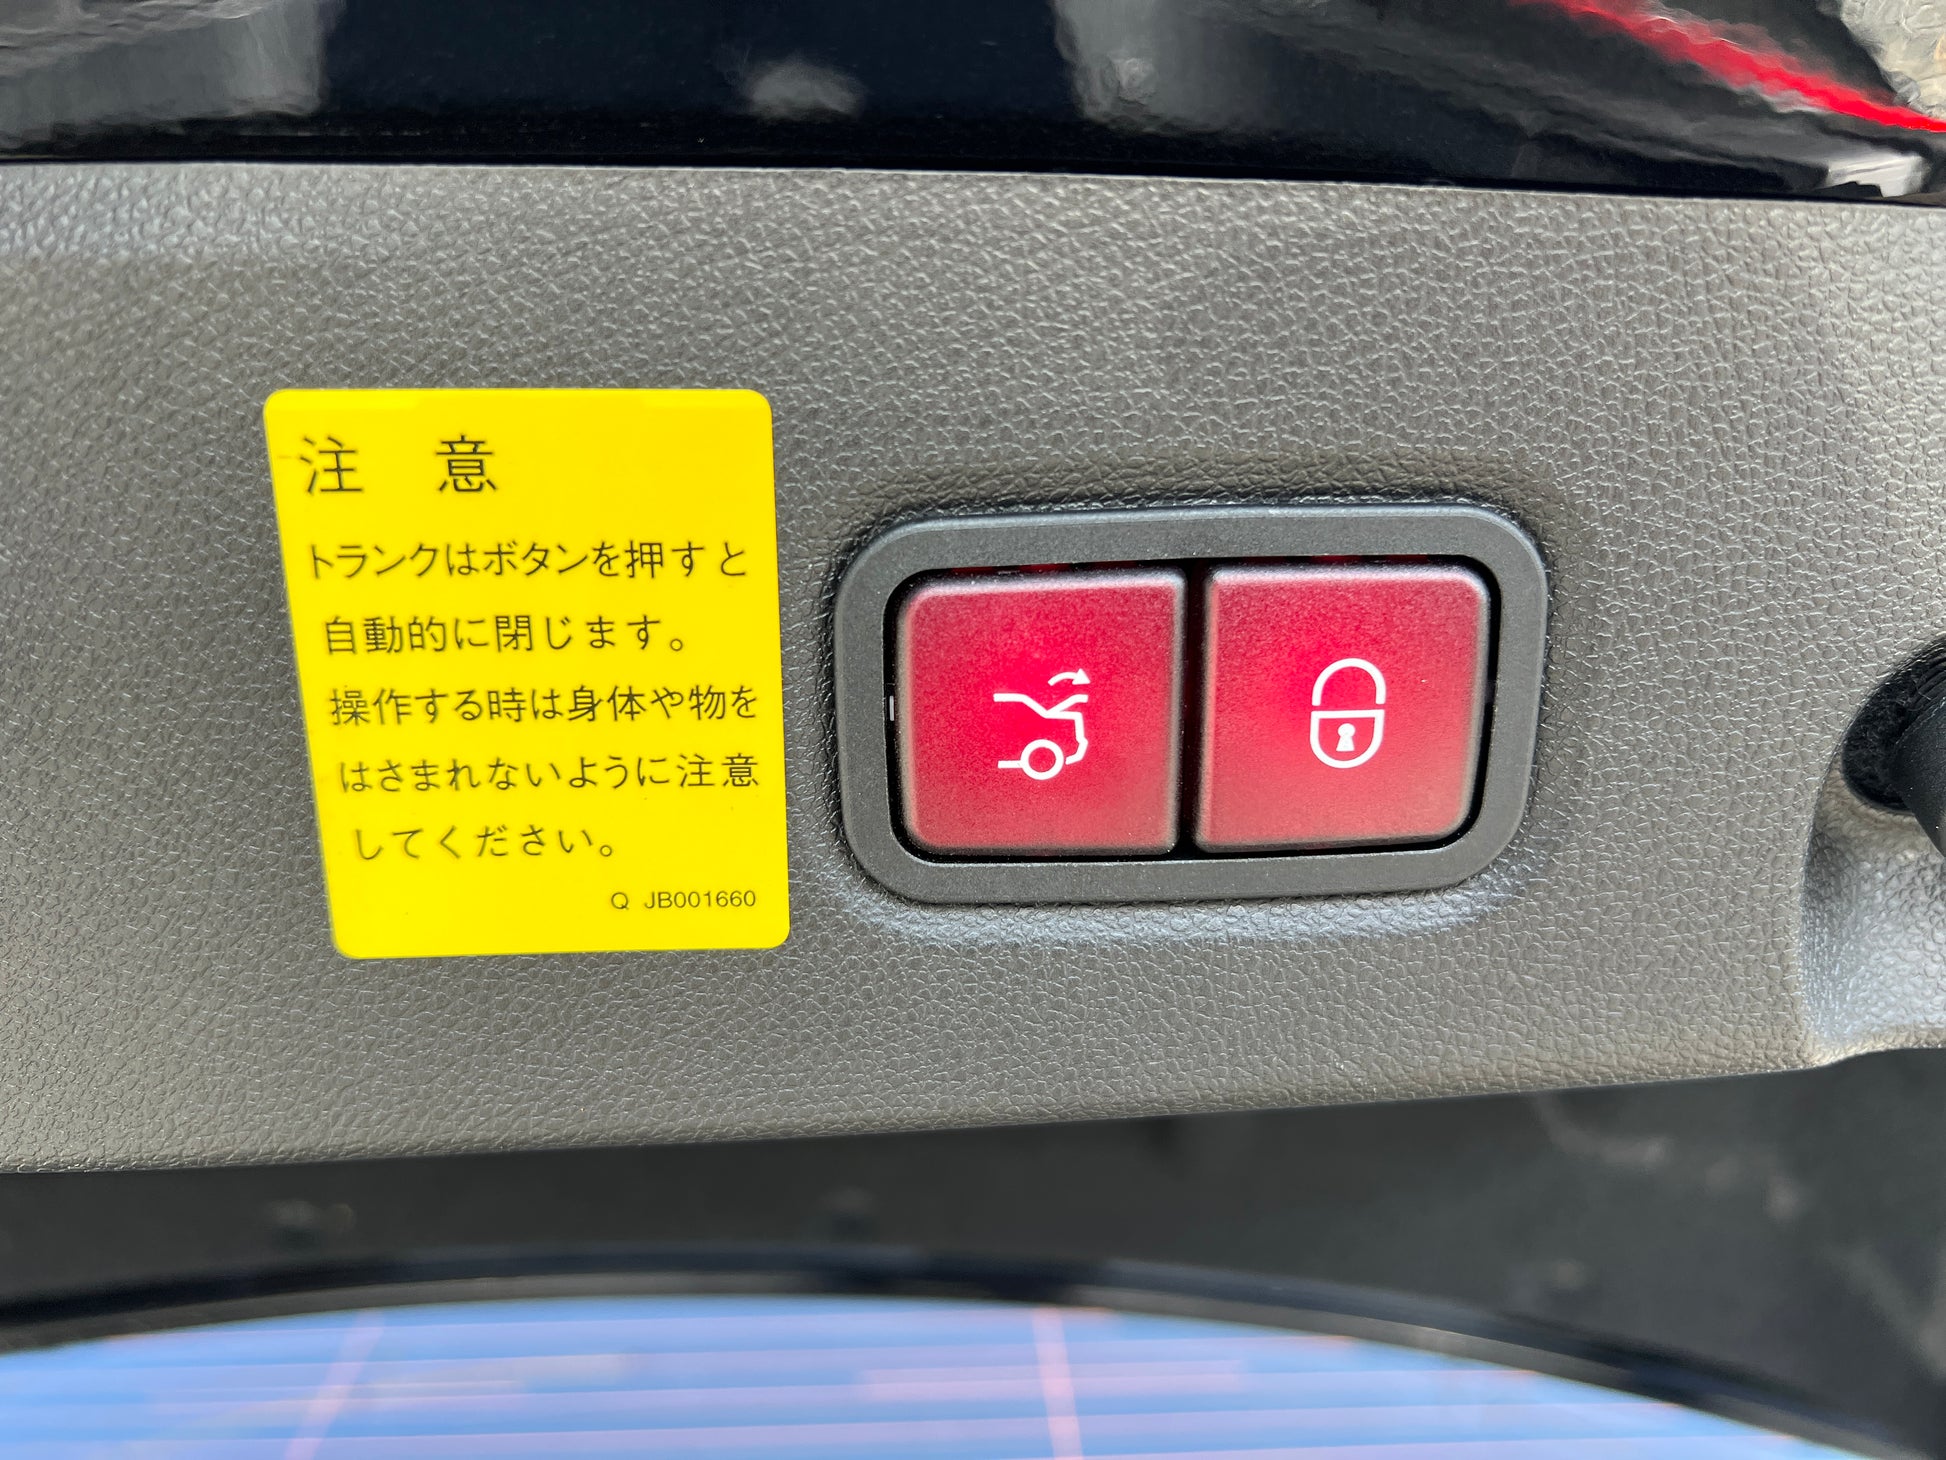 注 意
トランクはボタンを押すと
自動的に閉じます。
操作する時は身体や物を
はさまれないように注意
してください。
Q JB001660